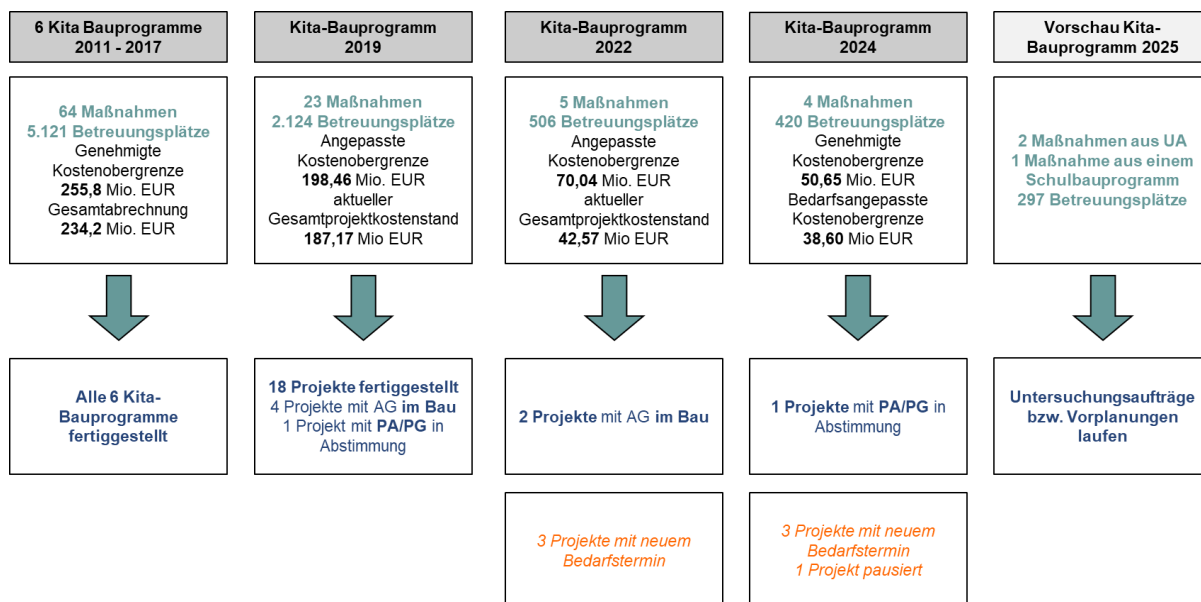 6 Kita Bauprogramme
2011 - 2017
64 Maßnahmen
5.121 Betreuungsplätze
Genehmigte
Kostenobergrenze
255,8 Mio. EUR
Gesamtabrechnung
234,2 Mio. EUR
Alle 6 Kita-
Bauprogramme
fertiggestellt
Kita-Bauprogramm
2019
23 Maßnahmen
2.124 Betreuungsplätze
Angepasste
Kostenobergrenze
198,46 Mio. EUR
aktueller
Gesamtprojektkostenstand
187,17 Mio EUR
18 Projekte fertiggestellt
4 Projekte mit AG im Bau
1 Projekt mit PA/PG in
Abstimmung
Kita-Bauprogramm
2022
5 Maßnahmen
506 Betreuungsplätze
Angepasste
Kostenobergrenze
70,04 Mio. EUR
aktueller
Gesamtprojektkostenstand
42,57 Mio EUR
2 Projekte mit AG im Bau
3 Projekte mit neuem
Bedarfstermin
Kita-Bauprogramm
2024
4 Maßnahmen
420 Betreuungsplätze
Genehmigte
Kostenobergrenze
50,65 Mio. EUR
Bedarfsangepasste
Kostenobergrenze
38,60 Mio EUR
1 Projekte mit PA/PG in
Abstimmung
3 Projekte mit neuem
Bedarfstermin
1 Projekt pausiert
Vorschau Kita-
Bauprogramm 2025
2 Maßnahmen aus UA
1 Maßnahme aus einem
Schulbauprogramm
297 Betreuungsplätze
Untersuchungsaufträge
bzw. Vorplanungen
laufen